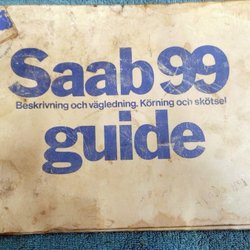 Saab 99
Beskrivning och vägledning. Körning och skötsel
guide